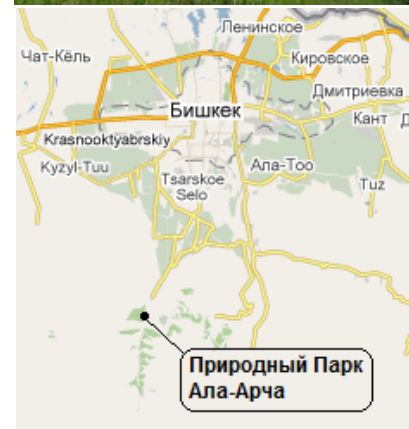 Ленинское
Чат-Кёль
Кировское
Дмитриевка
Бишкек
Кант
Krasnooktyabrskiy
Kyzyl-Tuu
Ала-Тоо
Tuz
Tsarskoe
Selo
Природный Парк
Ала-Арча